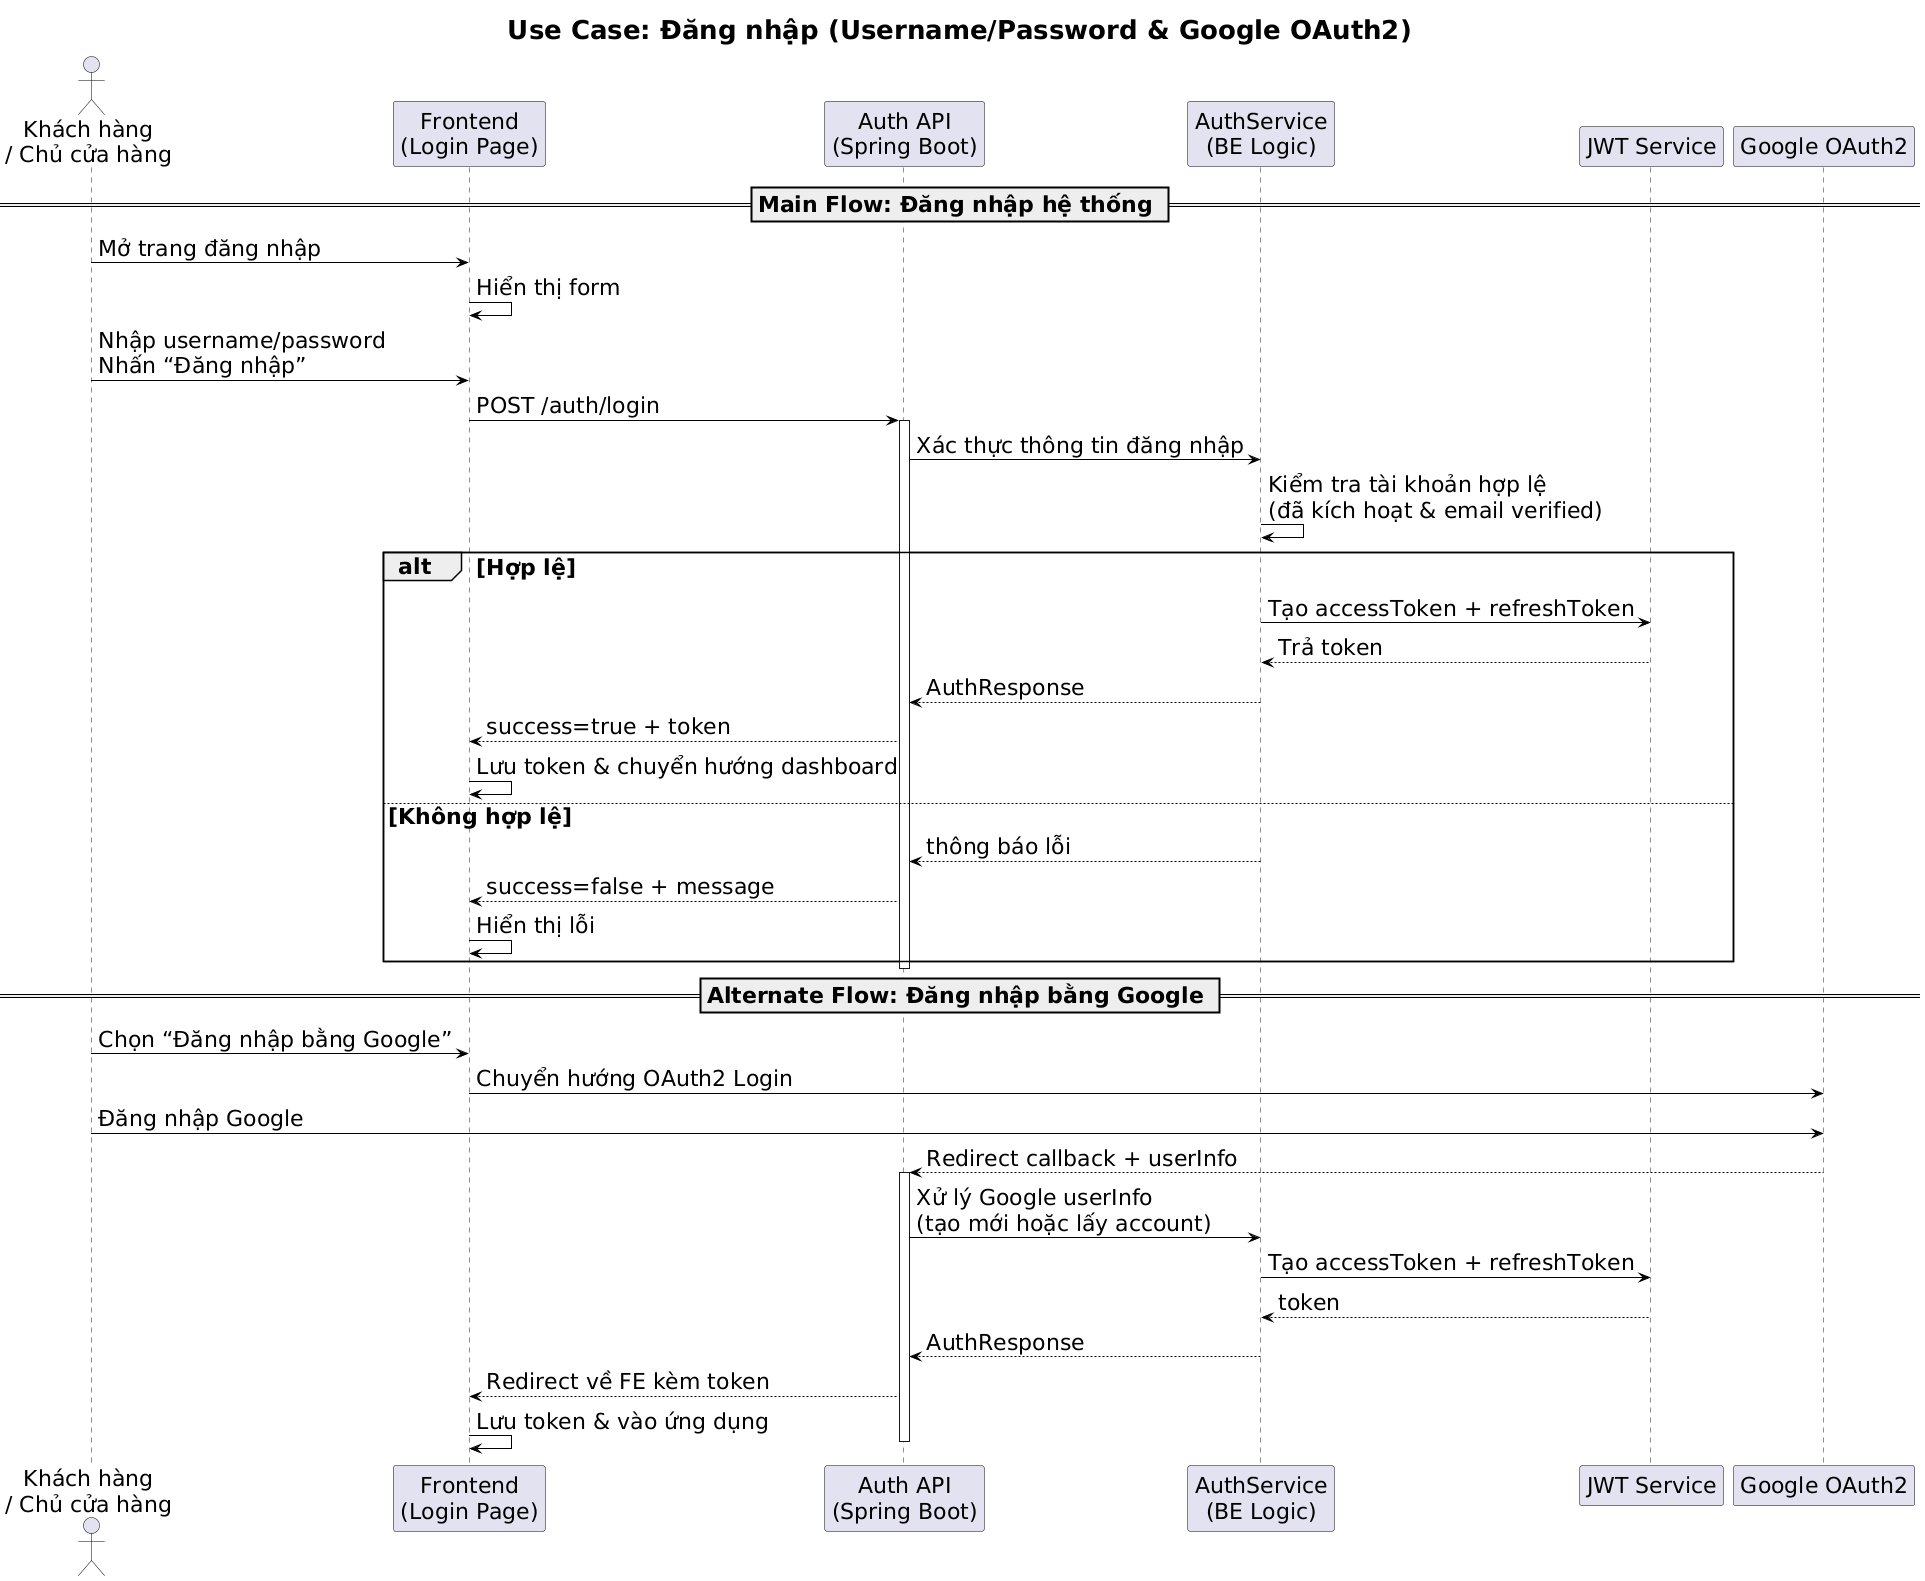 Use Case: Đăng nhập (Username/Password & Google OAuth2)
Khách hàng
/ Chủ cửa hàng
Frontend
(Login Page)
Auth API
(Spring Boot)
AuthService
(BE Logic)
JWT Service
Google OAuth2
Main Flow: Đăng nhập hệ thống
Mở trang đăng nhập
Hiển thị form
Nhập username/password
Nhấn “Đăng nhập”
POST /auth/login
Xác thực thông tin đăng nhập
Kiểm tra tài khoản hợp lệ
(đã kích hoạt & email verified)
alt
[Hợp lệ]
Tạo accessToken + refreshToken
Trả token
AuthResponse
success=true + token
Lưu token & chuyển hướng dashboard
[Không hợp lệ]
thông báo lỗi
success=false + message
Hiển thị lỗi
Alternate Flow: Đăng nhập bằng Google
Chọn “Đăng nhập bằng Google”
Chuyển hướng OAuth2 Login
Đăng nhập Google
Redirect callback + userInfo
Xử lý Google userInfo
(tạo mới hoặc lấy account)
Tạo accessToken + refreshToken
token
AuthResponse
Redirect về FE kèm token
Lưu token & vào ứng dụng
Khách hàng
/ Chủ cửa hàng
Frontend
(Login Page)
Auth API
(Spring Boot)
AuthService
(BE Logic)
JWT Service
Google OAuth2